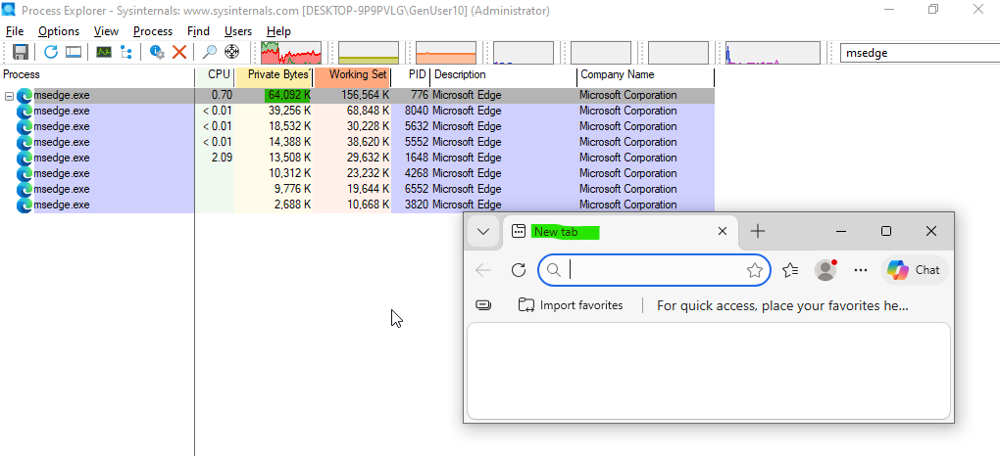 Process Explorer - Sysinternals: www.sysinternals.com [DESKTOP-9P9PVLG\GenUser10] (Administrator)
File Options View Process Find Users Help
msedge
Process CPU Private Bytes Working Set PID Description Company Name
msedge.exe 0.70 64,092 K 156,564 K 776 Microsoft Edge Microsoft Corporation
msedge.exe < 0.01 39,256 K 68,848 K 8040 Microsoft Edge Microsoft Corporation
msedge.exe < 0.01 18,532 K 30,228 K 5632 Microsoft Edge Microsoft Corporation
msedge.exe < 0.01 14,388 K 38,620 K 5552 Microsoft Edge Microsoft Corporation
msedge.exe 2.09 13,508 K 29,632 K 1648 Microsoft Edge Microsoft Corporation
msedge.exe 10,312 K 23,232 K 4268 Microsoft Edge Microsoft Corporation
msedge.exe 9,776 K 19,644 K 6552 Microsoft Edge Microsoft Corporation
msedge.exe 2,688 K 10,668 K 3820 Microsoft Edge Microsoft Corporation
New tab
Chat
Import favorites For quick access, place your favorites he...